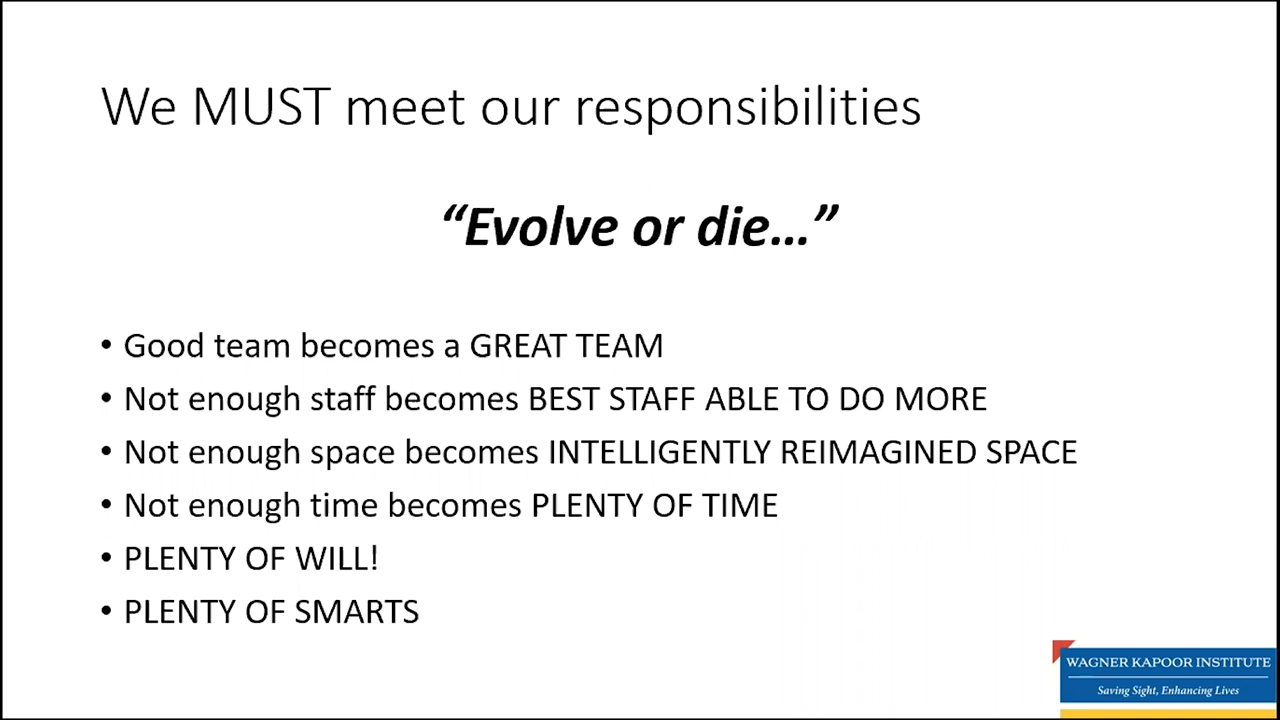 We MUST meet our responsibilities
“Evolve or die…”
• Good team becomes a GREAT TEAM
• Not enough staff becomes BEST STAFF ABLE TO DO MORE
• Not enough space becomes INTELLIGENTLY REIMAGINED SPACE
• Not enough time becomes PLENTY OF TIME
• PLENTY OF WILL!
• PLENTY OF SMARTS
WAGNER KAPOOR INSTITUTE
Saving Sight, Enhancing Lives